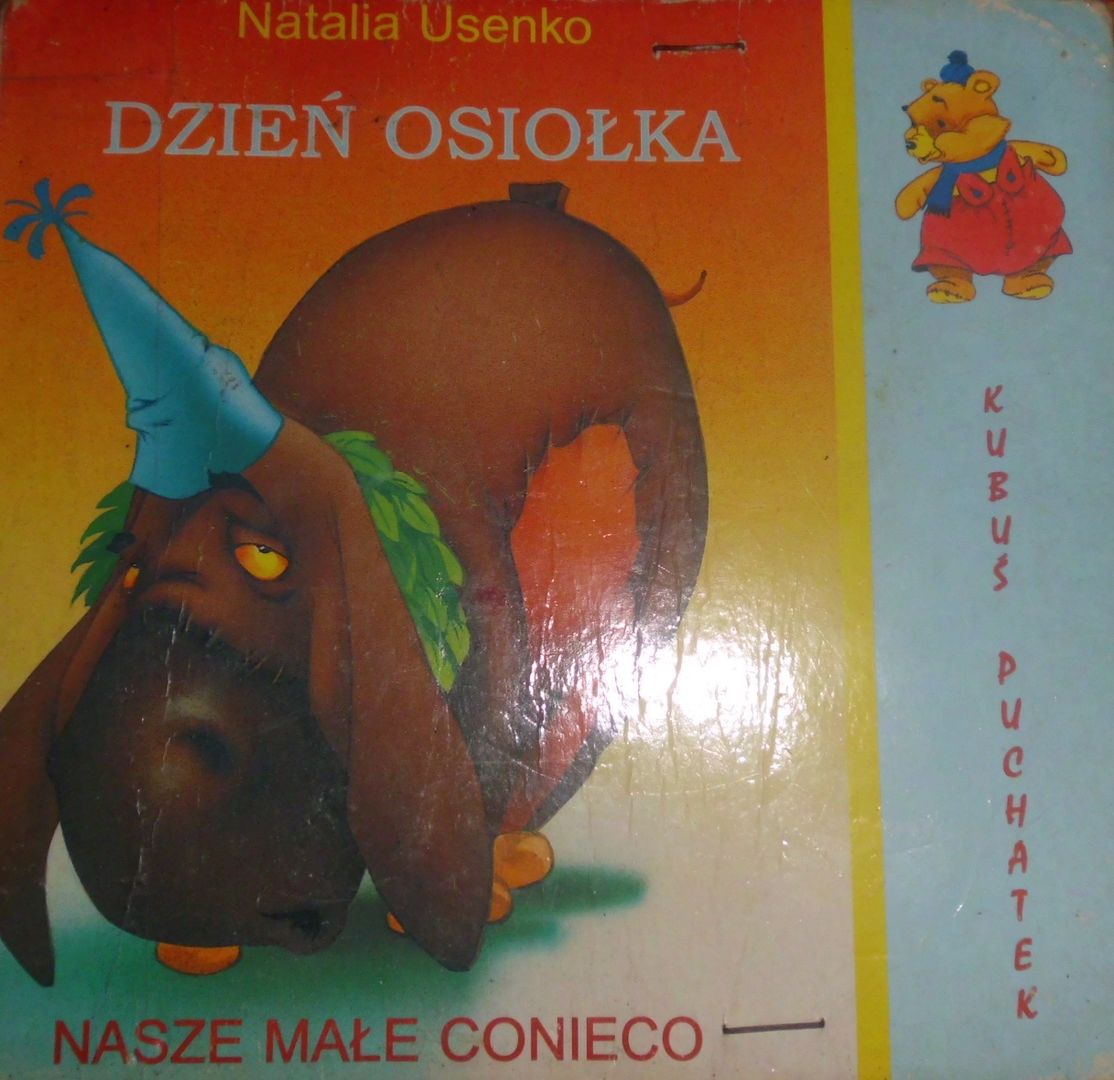 Natalia Usenko
DZIEŃ OSIOŁKA
NASZE MAŁE CONIECO
KUBUŚ PUCHATEK